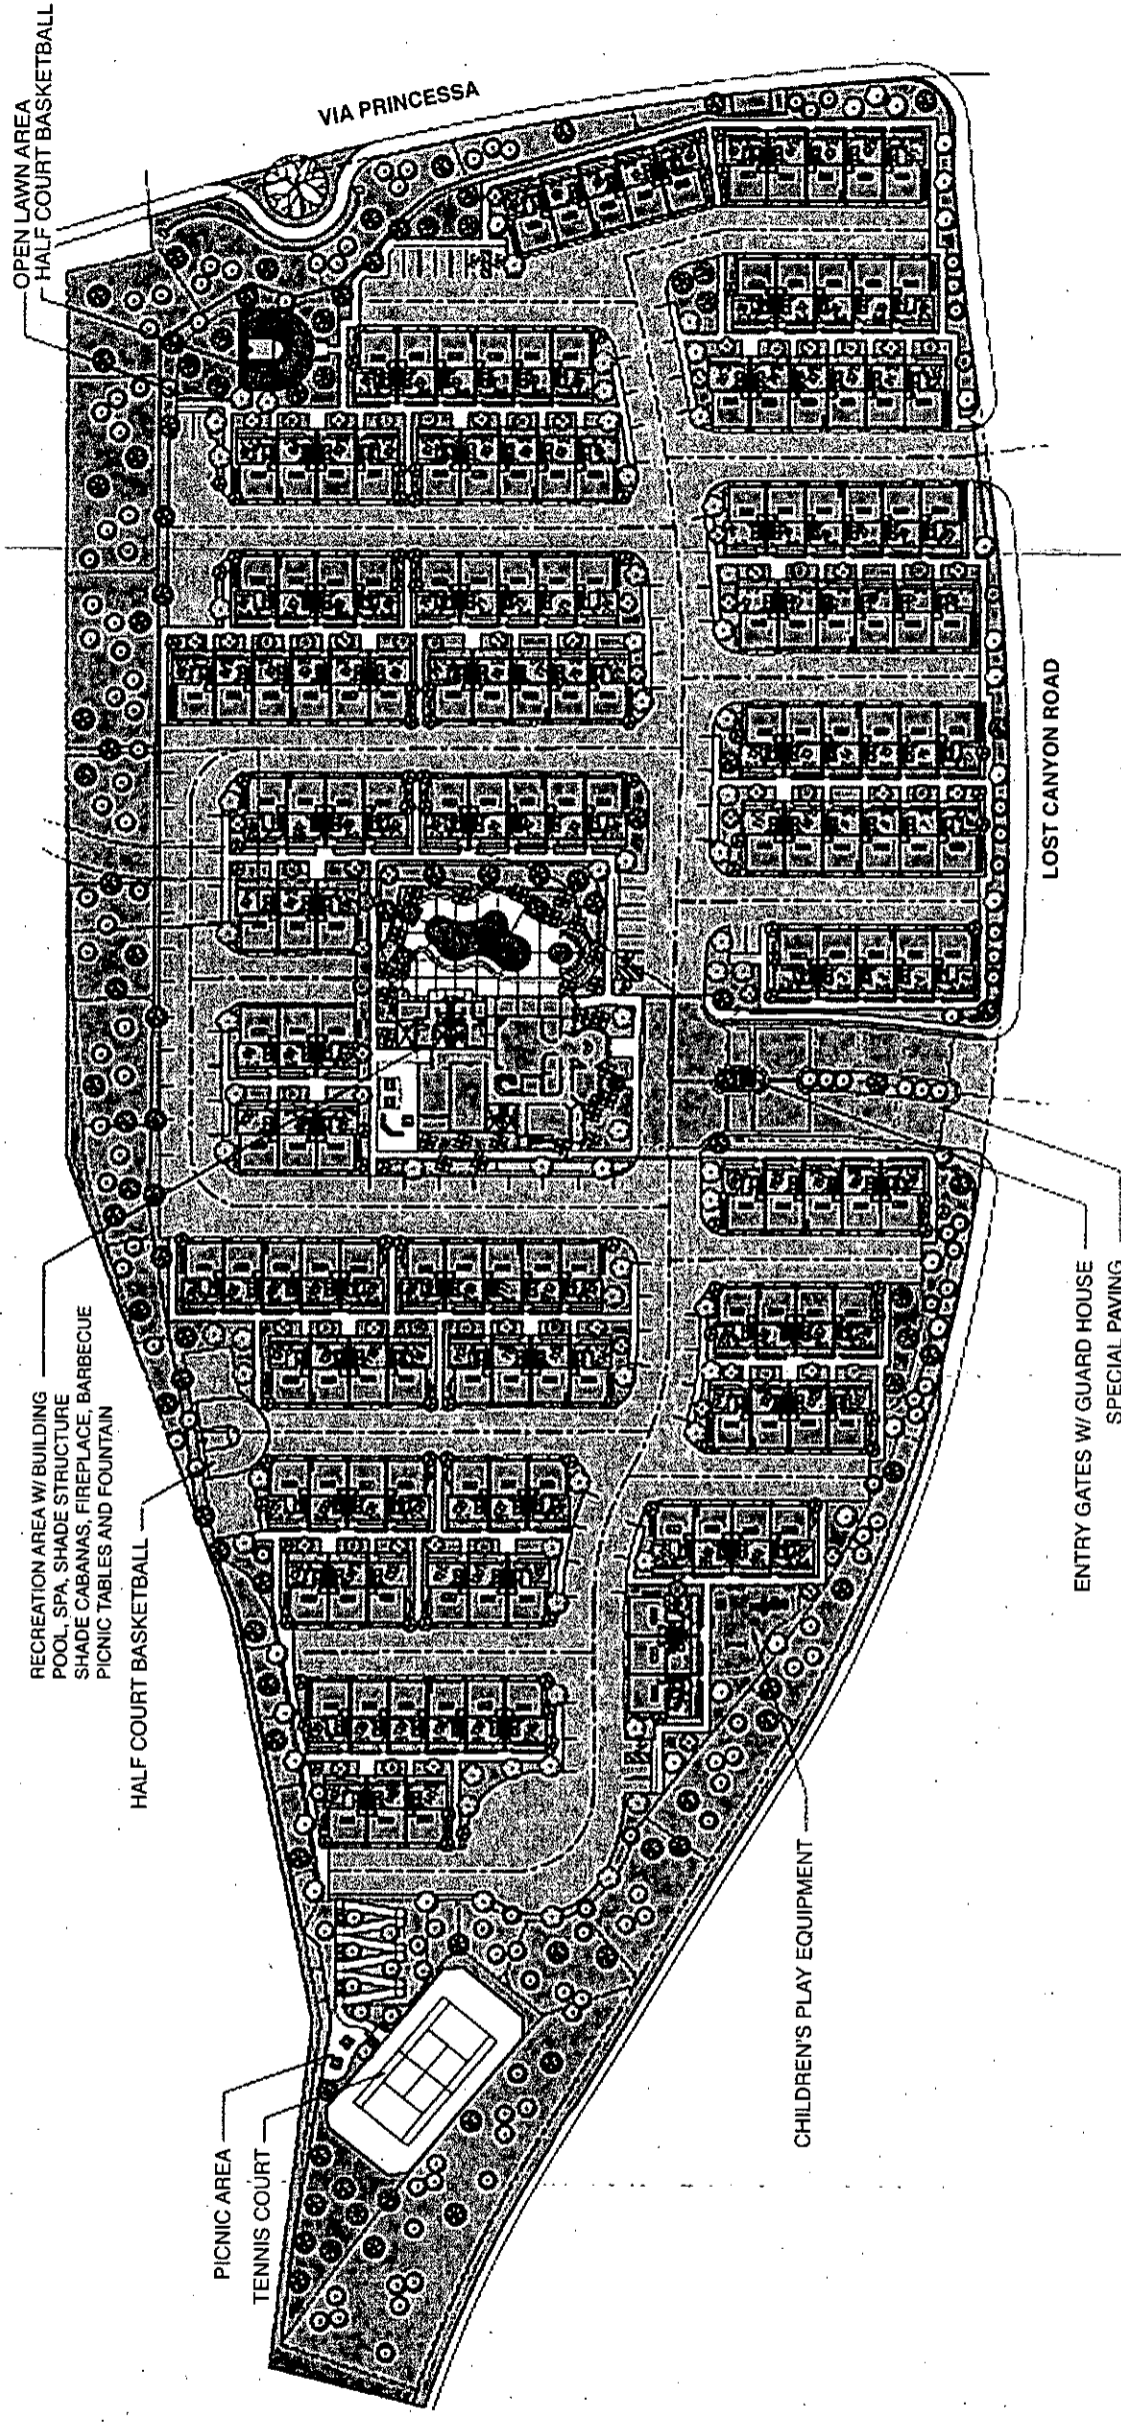 OPEN LAWN AREA
HALF COURT BASKETBALL
VIA PRINCESSA
RECREATION AREA W/ BUILDING
POOL, SPA, SHADE STRUCTURE
SHADE CABANAS, FIREPLACE, BARBECUE
PICNIC TABLES AND FOUNTAIN
HALF COURT BASKETBALL
PICNIC AREA
TENNIS COURT
LOST CANYON ROAD
ENTRY GATES W/ GUARD HOUSE
SPECIAL PAVING
CHILDREN'S PLAY EQUIPMENT